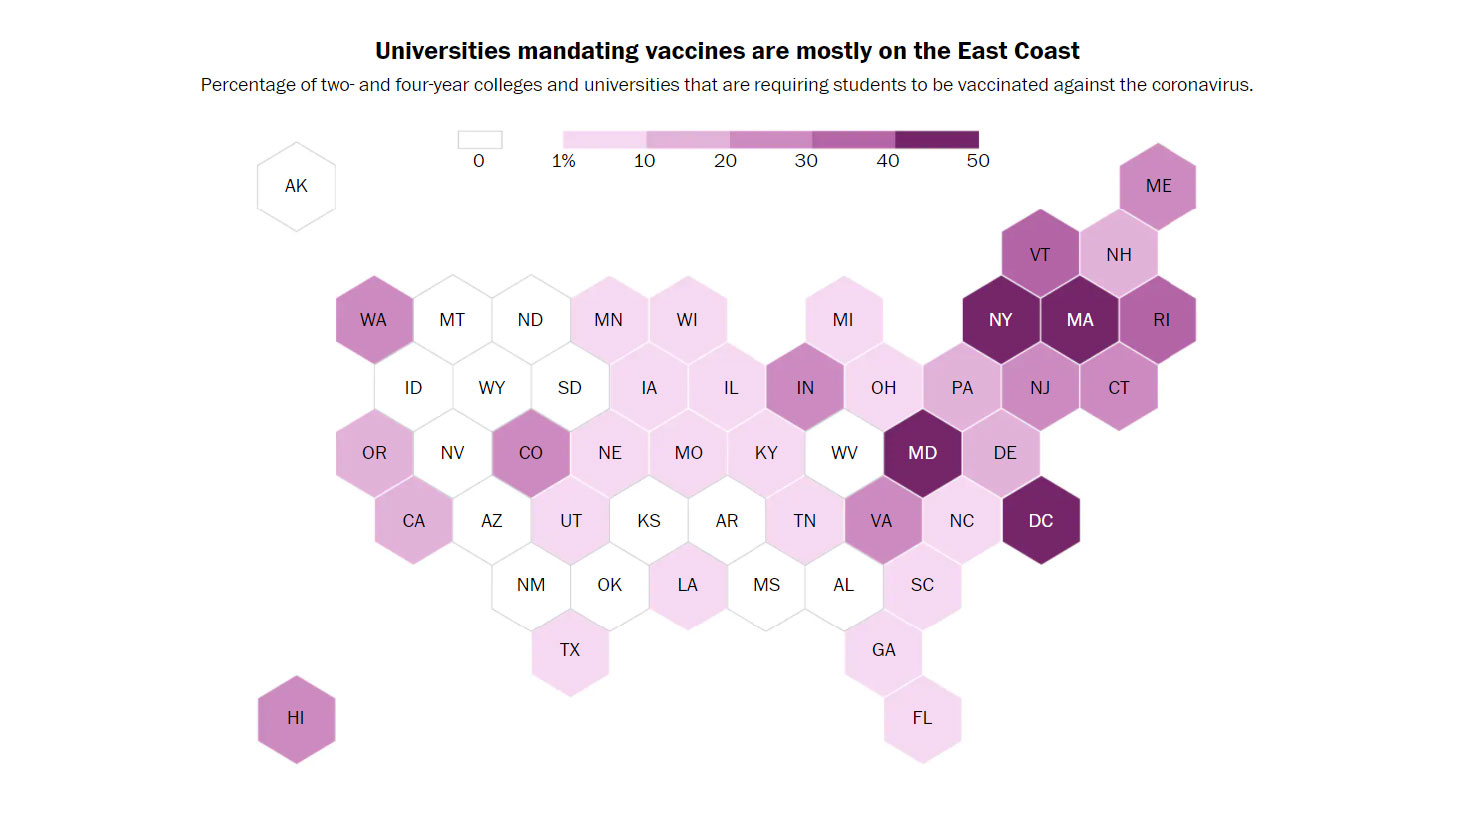 Universities mandating vaccines are mostly on the East Coast
Percentage of two- and four-year colleges and universities that are requiring students to be vaccinated against the coronavirus.
0 1% 10 20 30 40 50
AK ME
VT NH
WA MT ND MN WI MI NY MA RI
ID WY SD IA IL IN OH PA NJ CT
OR NV CO NE MO KY WV MD DE
CA AZ UT KS AR TN VA NC DC
NM OK LA MS AL SC
TX GA
HI FL